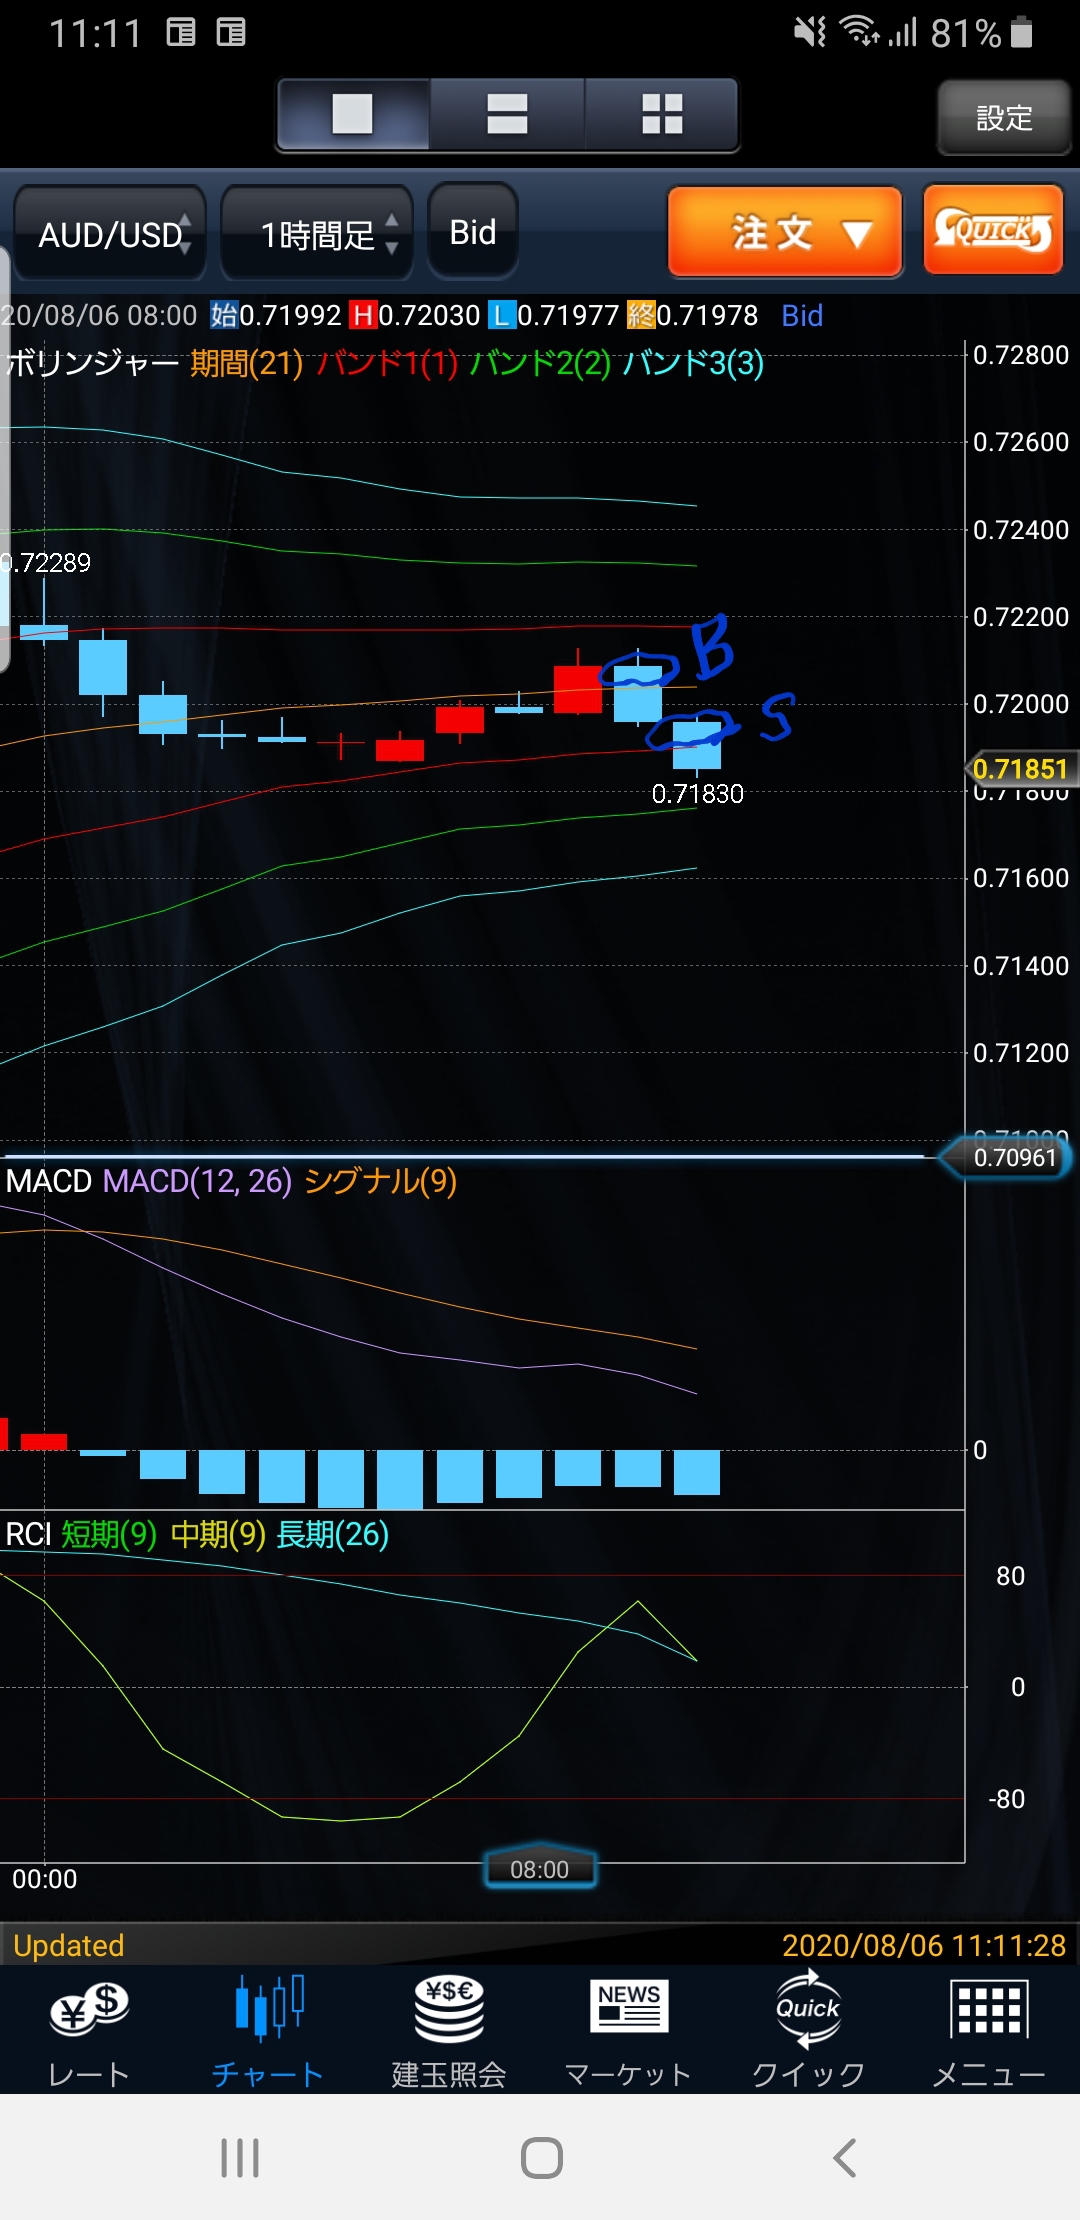 11:11 81%
設定
AUD/USD 1時間足 Bid 注文 ▼ QUICK
20/08/06 08:00 始0.71992 H0.72030 L0.71977 終0.71978 Bid
ボリンジャー 期間(21) バンド1(1) バンド2(2) バンド3(3)
0.72800
0.72600
0.72400
0.72289
0.72200
B
0.72000
S
0.71851
0.71830
0.71800
0.71600
0.71400
0.71200
0.71000
0.70961
MACD MACD(12, 26) シグナル(9)
0
RCI 短期(9) 中期(9) 長期(26)
80
0
-80
00:00 08:00
Updated 2020/08/06 11:11:28
¥$ ¥$€ NEWS Quick
レート チャート 建玉照会 マーケット クイック メニュー